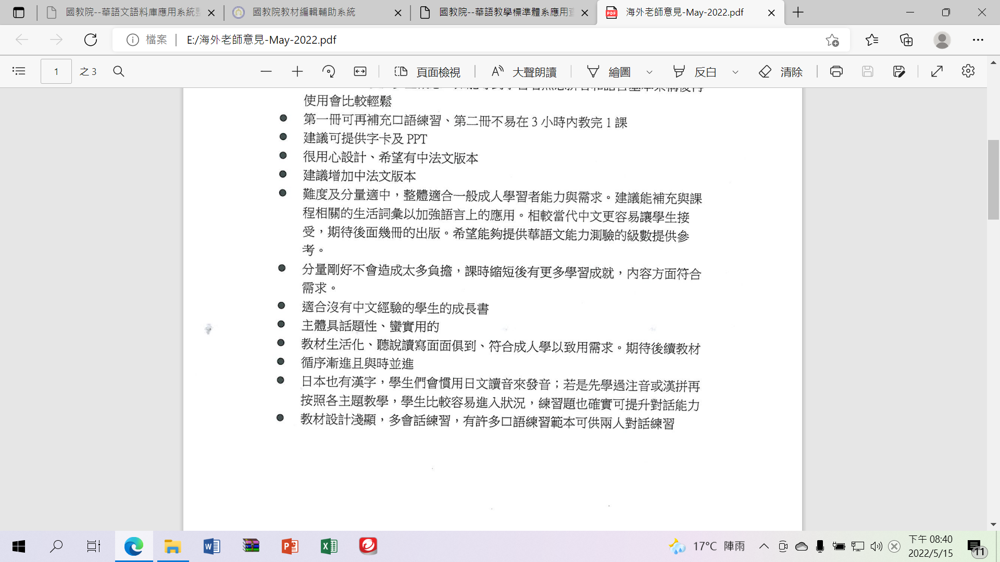 國教院--華語文語料庫應用系統整
國教院教材編輯輔助系統
國教院--華語教學標準體系應用查
海外老師意見-May-2022.pdf
檔案
E:/海外老師意見-May-2022.pdf
1 之 3
頁面檢視
大聲朗讀
繪圖
反白
清除
使用會比較輕鬆
● 第一冊可再補充口語練習、第二冊不易在 3 小時內教完 1 課
● 建議可提供字卡及 PPT
● 很用心設計、希望有中法文版本
● 建議增加中法文版本
● 難度及分量適中，整體適合一般成人學習者能力與需求。建議能補充與課
程相關的生活詞彙以加強語言上的應用。相較當代中文更容易讓學生接
受，期待後面幾冊的出版。希望能夠提供華語文能力測驗的級數提供參
考。
● 分量剛好不會造成太多負擔，課時縮短後有更多學習成就，內容方面符合
需求。
● 適合沒有中文經驗的學生的成長書
● 主體具話題性、蠻實用的
● 教材生活化、聽說讀寫面面俱到、符合成人學以致用需求。期待後續教材
● 循序漸進且與時並進
● 日本也有漢字，學生們會慣用日文讀音來發音；若是先學過注音或漢拼再
按照各主題教學，學生比較容易進入狀況，練習題也確實可提升對話能力
● 教材設計淺顯，多會話練習，有許多口語練習範本可供兩人對話練習
17°C 陣雨
下午 08:40
2022/5/15
11